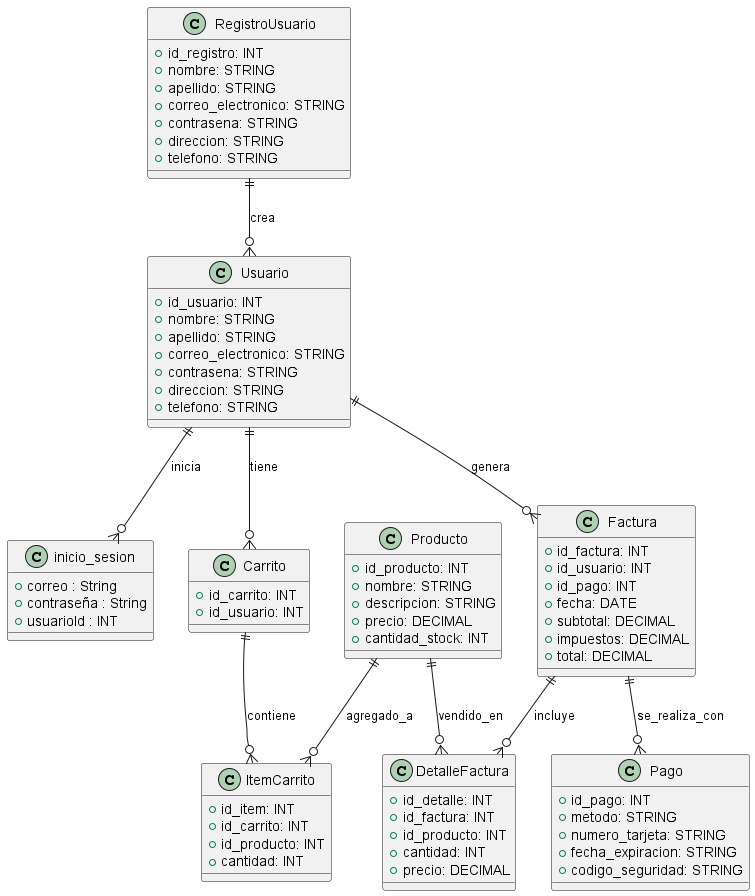 C RegistroUsuario
id_registro: INT
nombre: STRING
apellido: STRING
correo_electronico: STRING
contrasena: STRING
direccion: STRING
telefono: STRING
crea
C Usuario
id_usuario: INT
nombre: STRING
apellido: STRING
correo_electronico: STRING
contrasena: STRING
direccion: STRING
telefono: STRING
inicia
tiene
genera
C inicio_sesion
correo : String
contraseña : String
usuarioId : INT
C Carrito
id_carrito: INT
id_usuario: INT
C Producto
id_producto: INT
nombre: STRING
descripcion: STRING
precio: DECIMAL
cantidad_stock: INT
C Factura
id_factura: INT
id_usuario: INT
id_pago: INT
fecha: DATE
subtotal: DECIMAL
impuestos: DECIMAL
total: DECIMAL
contiene
agregado_a
vendido_en
incluye
se_realiza_con
C ItemCarrito
id_item: INT
id_carrito: INT
id_producto: INT
cantidad: INT
C DetalleFactura
id_detalle: INT
id_factura: INT
id_producto: INT
cantidad: INT
precio: DECIMAL
C Pago
id_pago: INT
metodo: STRING
numero_tarjeta: STRING
fecha_expiracion: STRING
codigo_seguridad: STRING